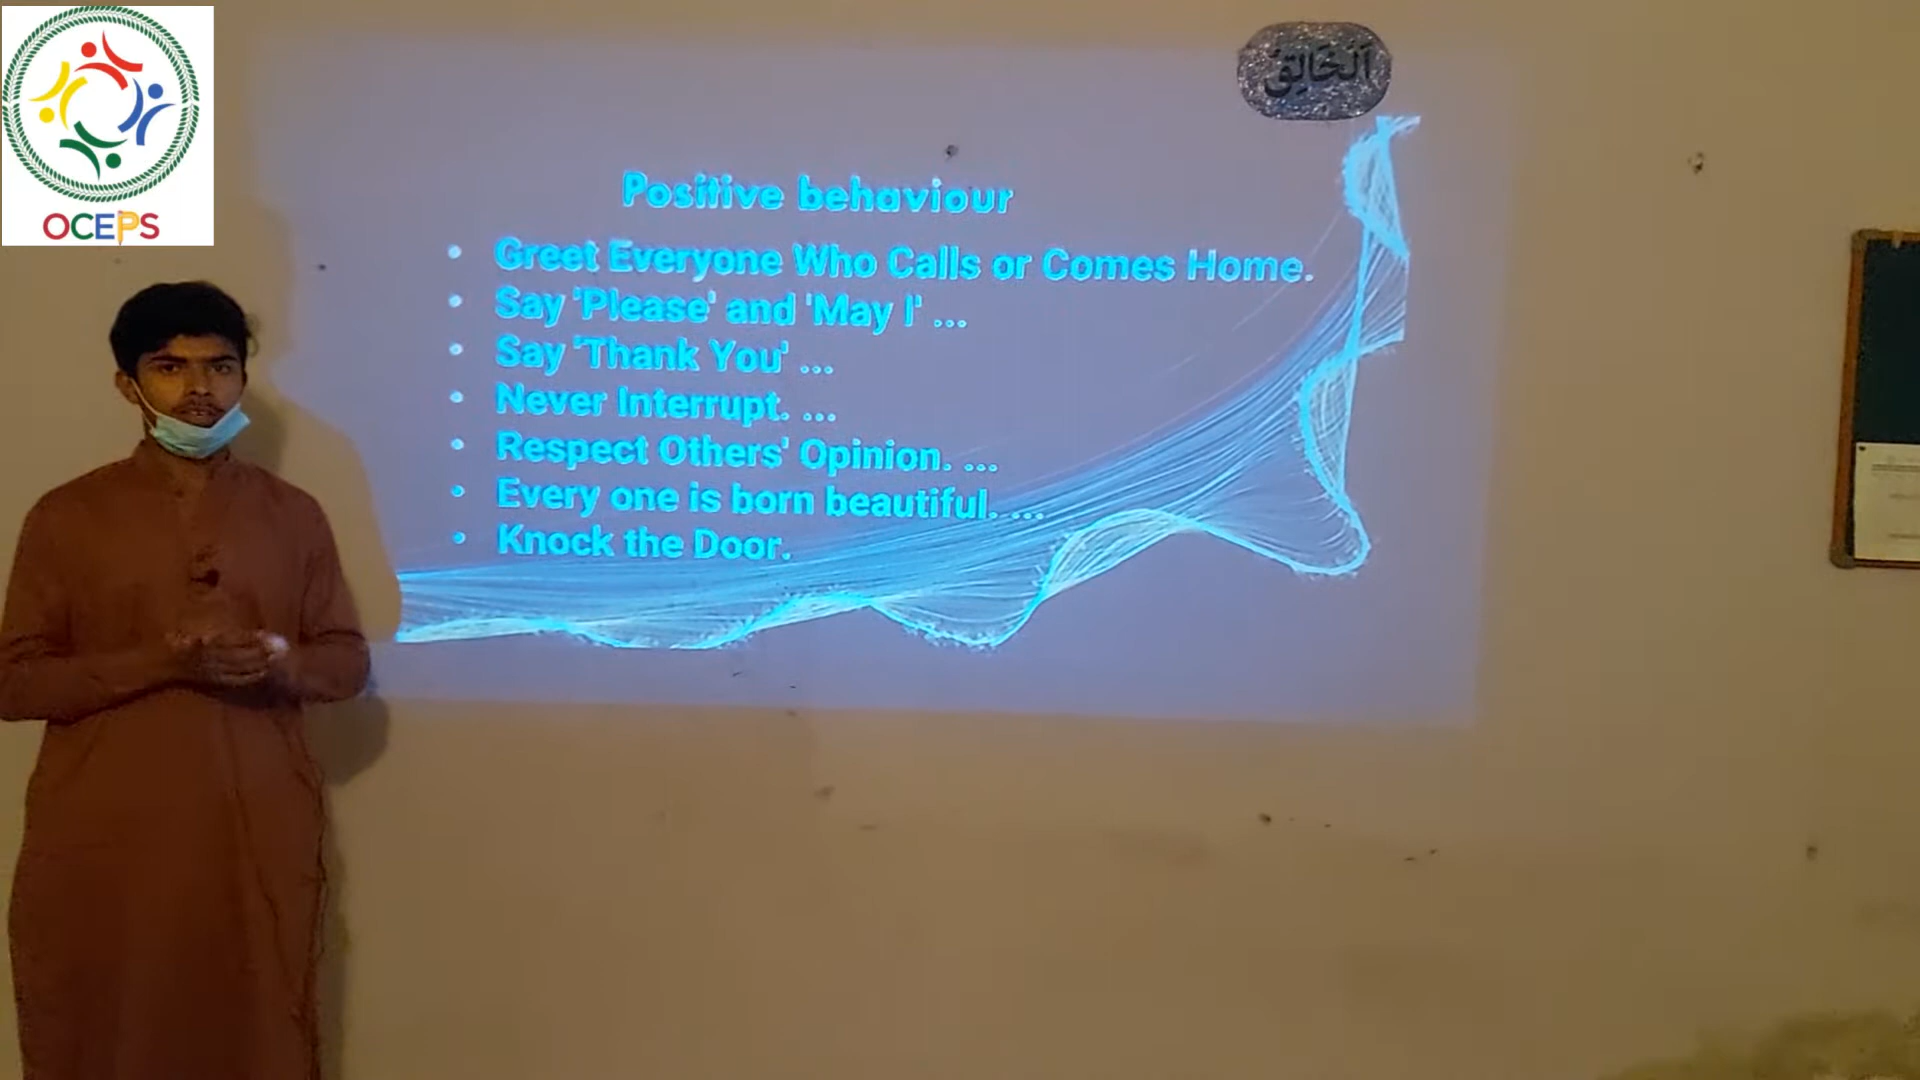 OCEPS
اَلْخَالِقُ
Positive behaviour
• Greet Everyone Who Calls or Comes Home.
• Say 'Please' and 'May I' ...
• Say 'Thank You' ...
• Never Interrupt. ...
• Respect Others' Opinion. ...
• Every one is born beautiful. ...
• Knock the Door.